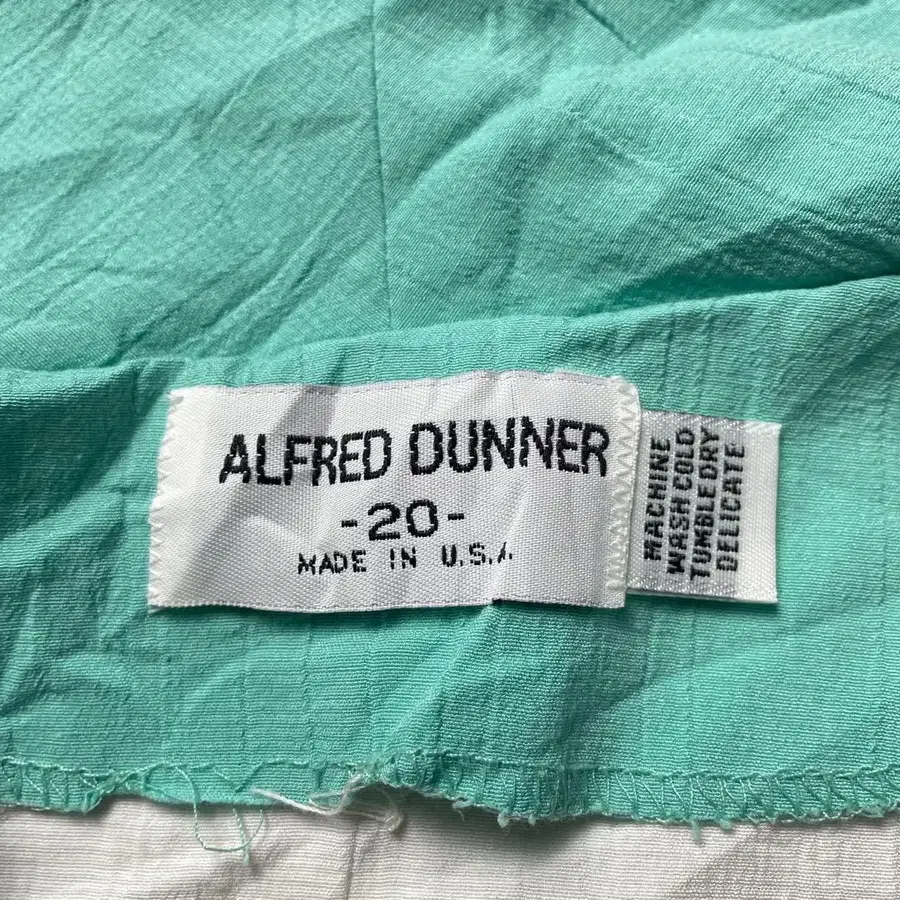 ALFRED DUNNER
-20-
MADE IN U.S.A.
MACHINE
WASH COLD
TUMBLE DRY
DELICATE